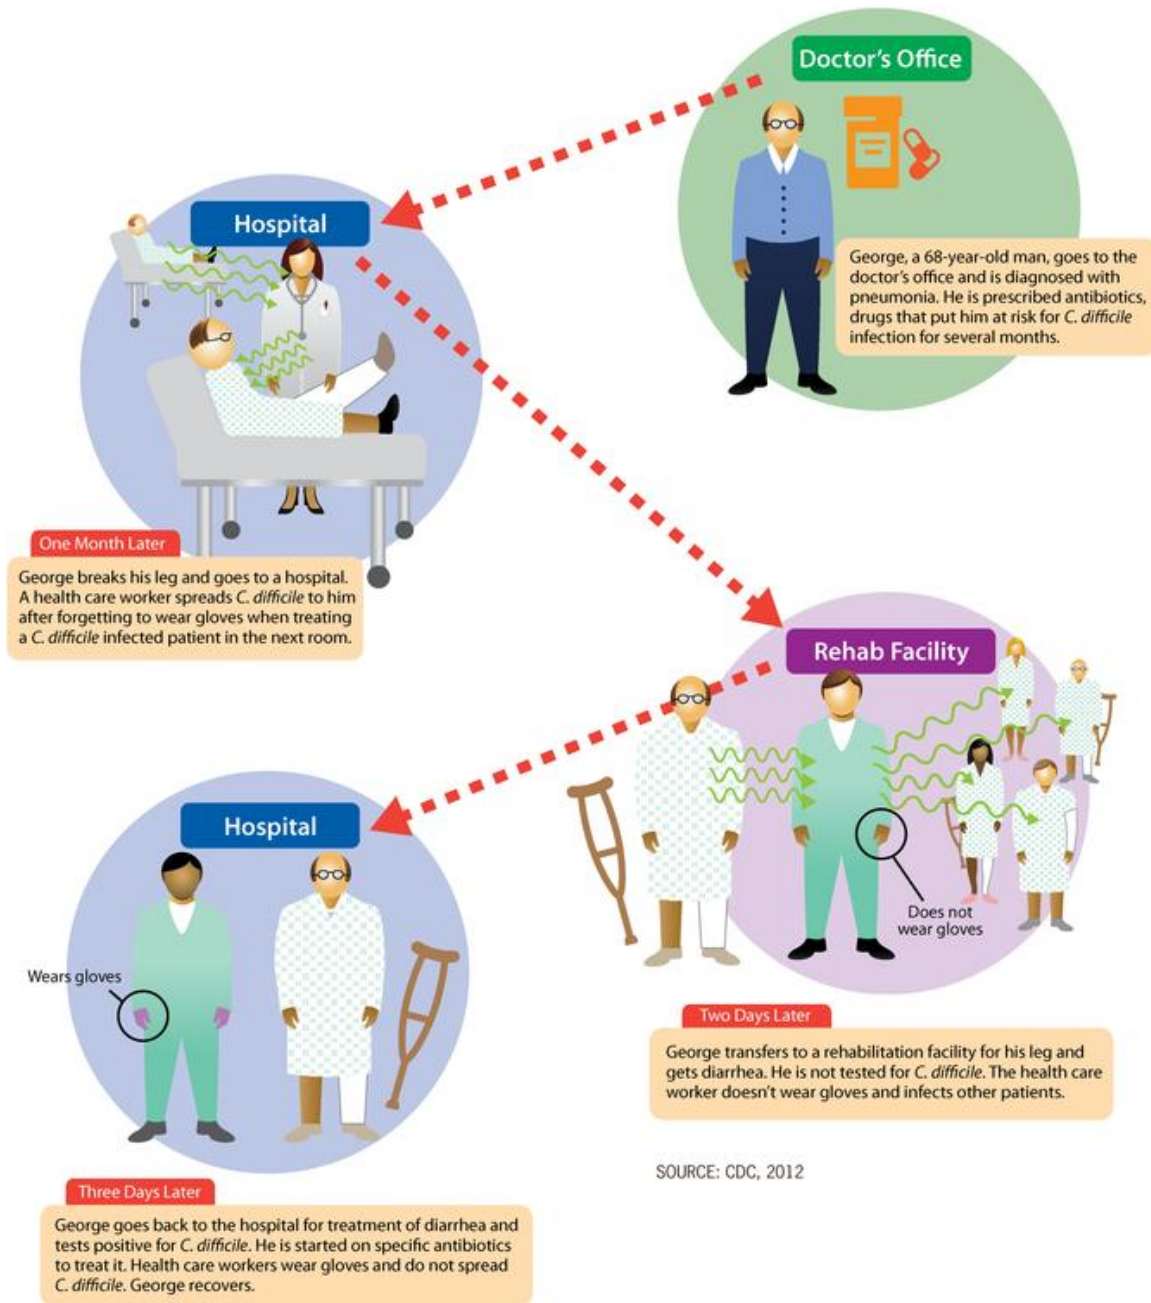 Doctor's Office
George, a 68-year-old man, goes to the
doctor's office and is diagnosed with
pneumonia. He is prescribed antibiotics,
drugs that put him at risk for C. difficile
infection for several months.
Hospital
One Month Later
George breaks his leg and goes to a hospital.
A health care worker spreads C. difficile to him
after forgetting to wear gloves when treating
a C. difficile infected patient in the next room.
Rehab Facility
Does not
wear gloves
Two Days Later
George transfers to a rehabilitation facility for his leg and
gets diarrhea. He is not tested for C. difficile. The health care
worker doesn't wear gloves and infects other patients.
Hospital
Wears gloves
Three Days Later
George goes back to the hospital for treatment of diarrhea and
tests positive for C. difficile. He is started on specific antibiotics
to treat it. Health care workers wear gloves and do not spread
C. difficile. George recovers.
SOURCE: CDC, 2012